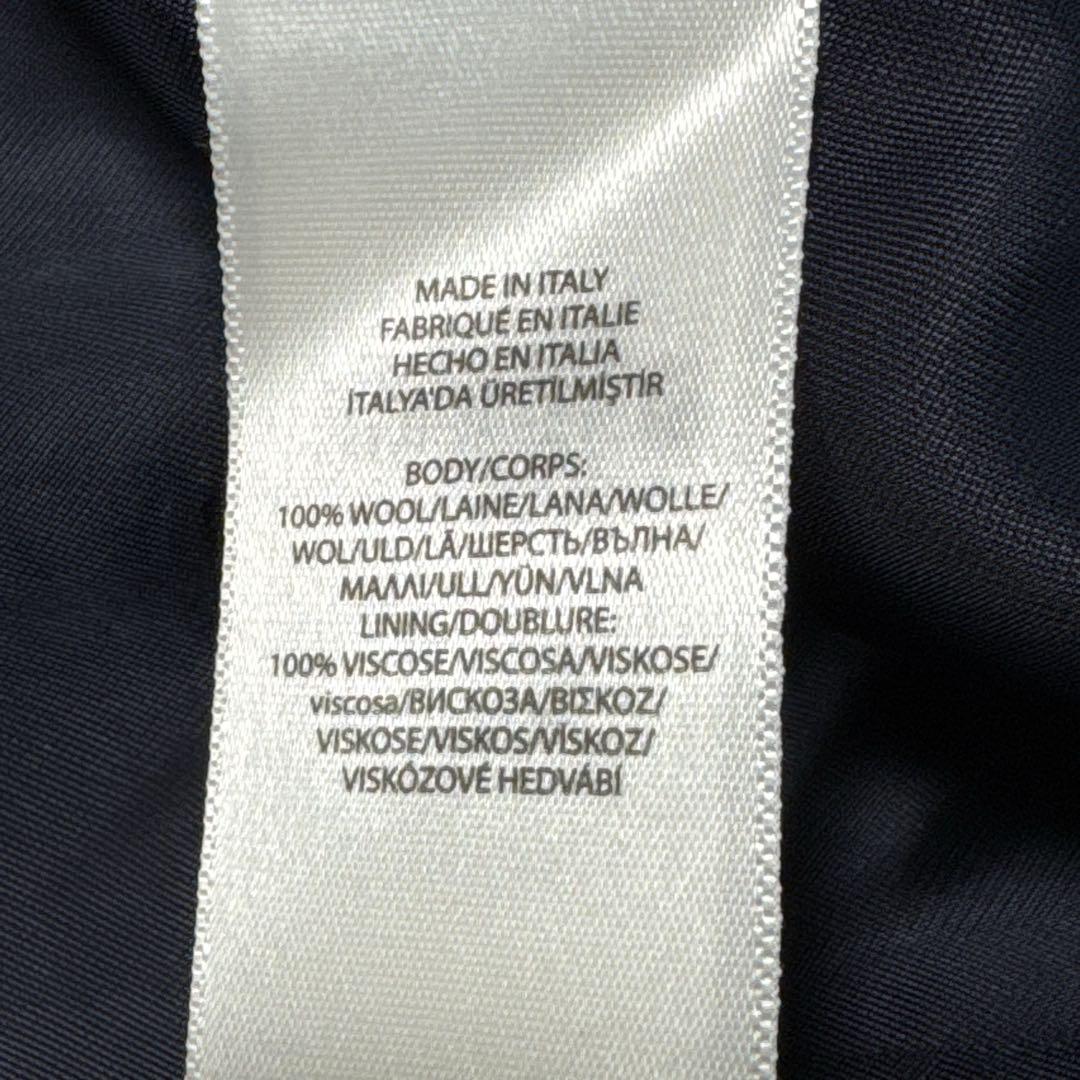 MADE IN ITALY
FABRIQUÉ EN ITALIE
HECHO EN ITALIA
İTALYA'DA ÜRETİLMİŞTİR
BODY/CORPS:
100% WOOL/LAINE/LANA/WOLLE/
WOL/ULD/LÃ/ШЕРСТЬ/ВЪЛНА/
ΜΑΛΛΙ/ULL/YÜN/VLNA
LINING/DOUBLURE:
100% VISCOSE/VISCOSA/VISKOSE/
viscosa/ВИСКОЗА/ΒΙΣΚΟΖ/
VISKOSE/VISKOS/VİSKOZ/
VISKÓZOVÉ HEDVÁBÍ